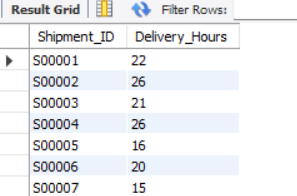 Result Grid Filter Rows:
Shipment_ID Delivery_Hours
S00001 22
S00002 26
S00003 21
S00004 26
S00005 16
S00006 20
S00007 15